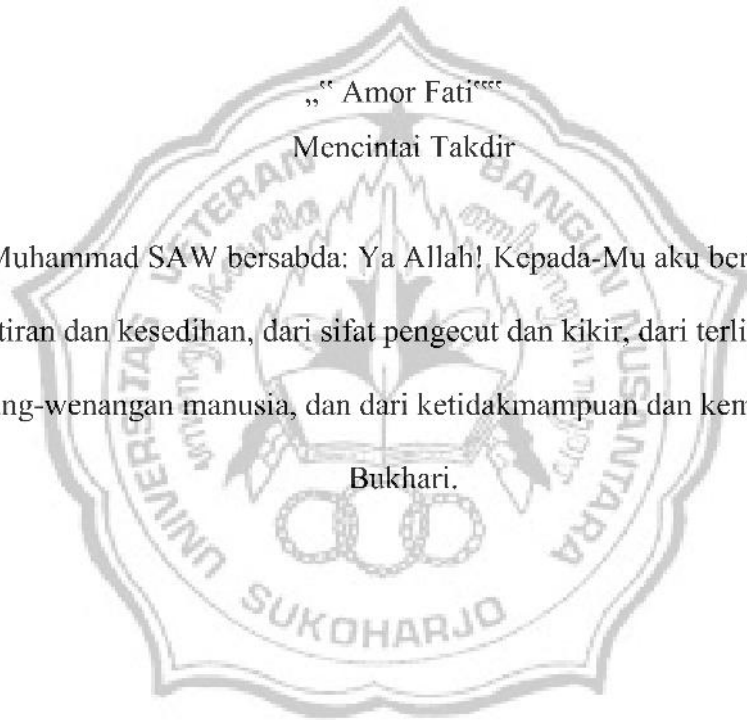 „“ Amor Fati““
Mencintai Takdir
Muhammad SAW bersabda: Ya Allah! Kepada-Mu aku ber
tiran dan kesedihan, dari sifat pengecut dan kikir, dari terli
ng-wenangan manusia, dan dari ketidakmampuan dan kem
Bukhari.
UNIVERSITAS VETERAN BANGUN NUSANTARA
SUKOHARJO